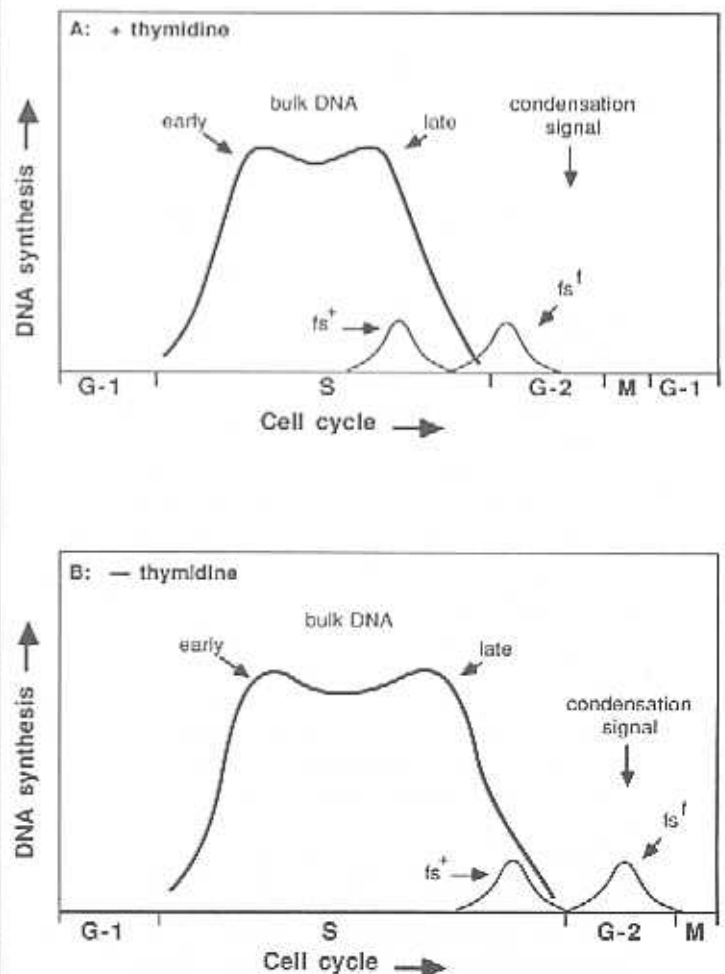 A: + thymidine
bulk DNA
early
late
condensation
signal
DNA synthesis
fs+
fsf
G-1
S
G-2
M
G-1
Cell cycle
B: — thymidine
bulk DNA
early
late
condensation
signal
DNA synthesis
fs+
fsf
G-1
S
G-2
M
Cell cycle